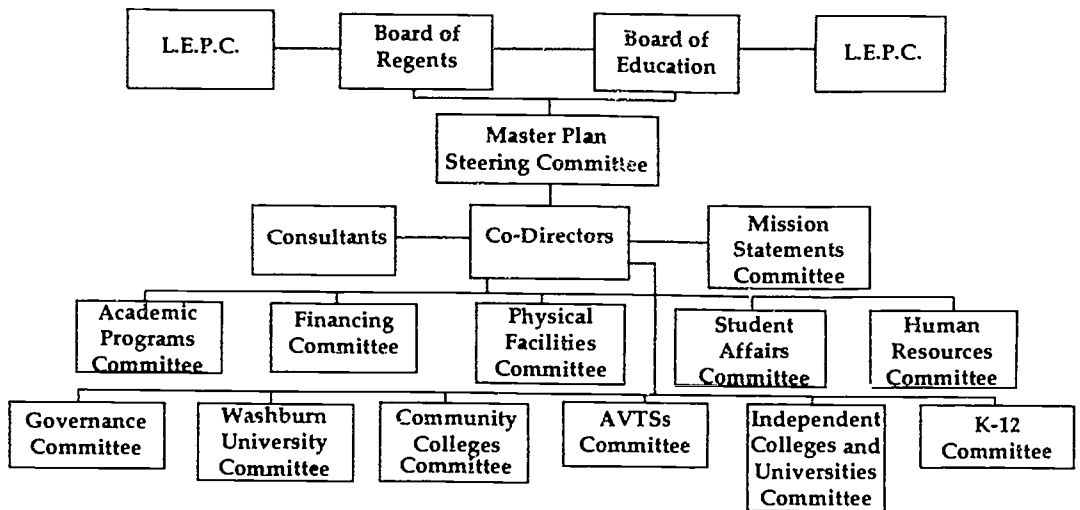 L.E.P.C.
Board of
Regents
Board of
Education
L.E.P.C.
Master Plan
Steering Committee
Consultants
Co-Directors
Mission
Statements
Committee
Academic
Programs
Committee
Financing
Committee
Physical
Facilities
Committee
Student
Affairs
Committee
Human
Resources
Committee
Governance
Committee
Washburn
University
Committee
Community
Colleges
Committee
AVTSs
Committee
Independent
Colleges and
Universities
Committee
K-12
Committee